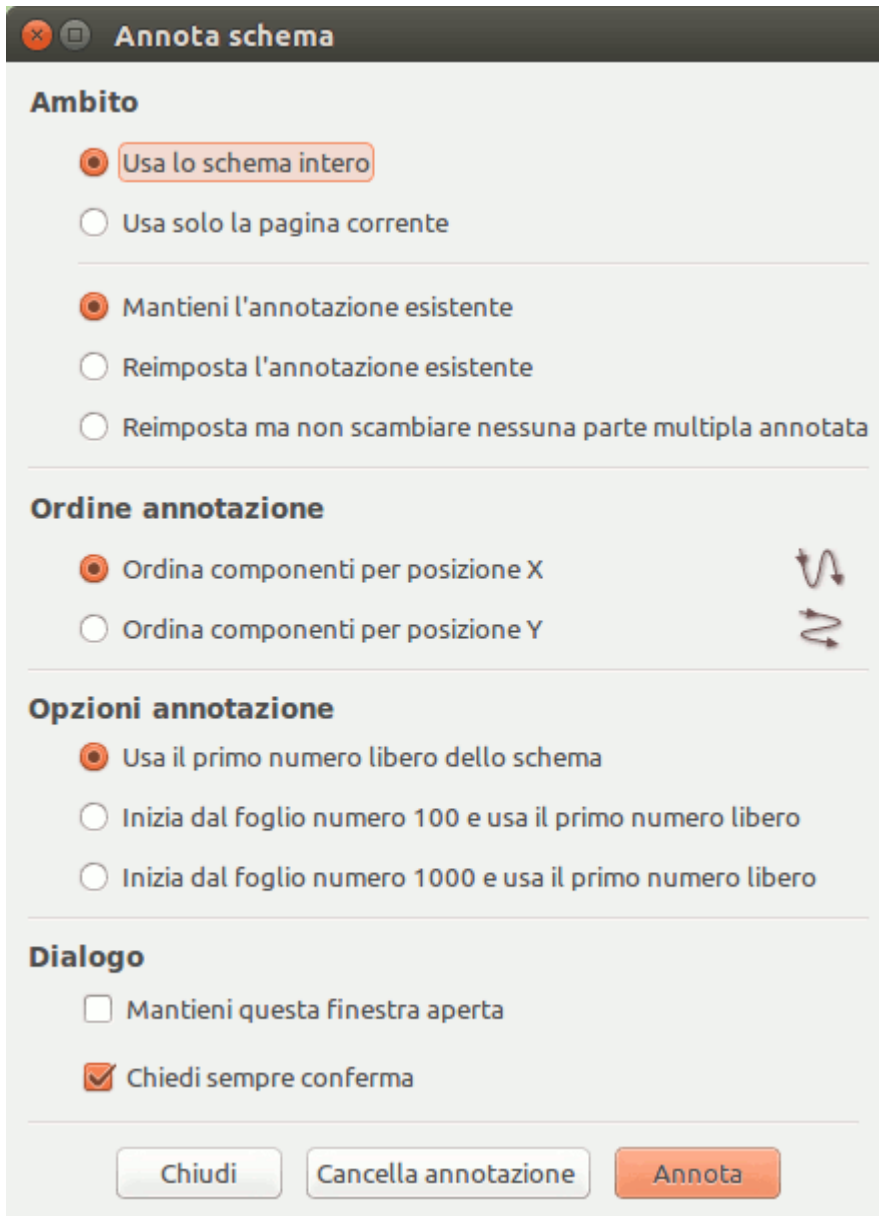 Annota schema
Ambito
Usa lo schema intero
Usa solo la pagina corrente
Mantieni l'annotazione esistente
Reimposta l'annotazione esistente
Reimposta ma non scambiare nessuna parte multipla annotata
Ordine annotazione
Ordina componenti per posizione X
Ordina componenti per posizione Y
Opzioni annotazione
Usa il primo numero libero dello schema
Inizia dal foglio numero 100 e usa il primo numero libero
Inizia dal foglio numero 1000 e usa il primo numero libero
Dialogo
Mantieni questa finestra aperta
Chiedi sempre conferma
Chiudi Cancella annotazione Annota